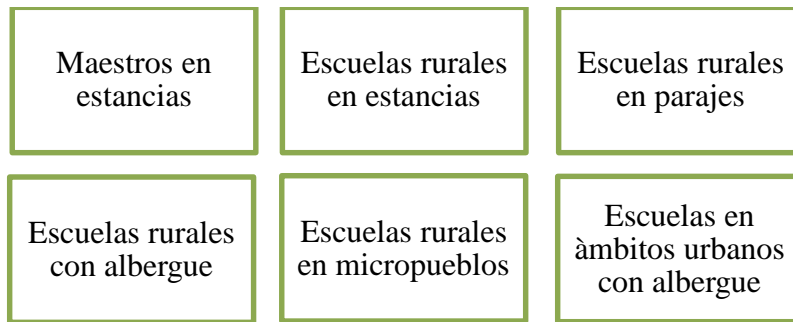 Maestros en
estancias
Escuelas rurales
en estancias
Escuelas rurales
en parajes
Escuelas rurales
con albergue
Escuelas rurales
en micropueblos
Escuelas en
àmbitos urbanos
con albergue